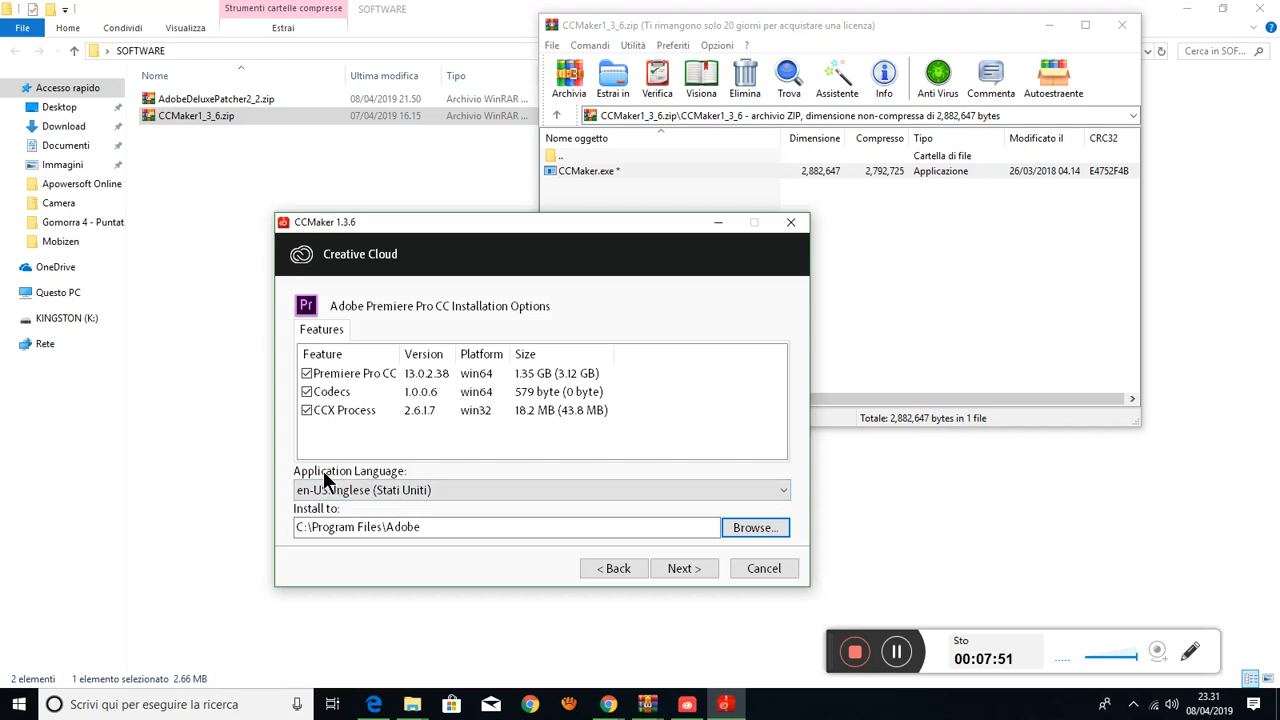 Strumenti cartelle compresse
SOFTWARE
File
Home
Condividi
Visualizza
Estrai
SOFTWARE
Cerca in SOF...
Accesso rapido
Desktop
Download
Documenti
Immagini
Apowersoft Online
Camera
Gomorra 4 - Puntat
Mobizen
OneDrive
Questo PC
KINGSTON (K:)
Rete
Nome
Ultima modifica
Tipo
AdobeDeluxePatcher2_2.zip
08/04/2019 21.50
Archivio WinRAR ...
CCMaker1_3_6.zip
07/04/2019 16.15
Archivio WinRAR ...
CCMaker1_3_6.zip (Ti rimangono solo 20 giorni per acquistare una licenza)
File Comandi Utilità Preferiti Opzioni ?
Archivia
Estrai in
Verifica
Visiona
Elimina
Trova
Assistente
Info
Anti Virus
Commenta
Autoestraente
CCMaker1_3_6.zip\CCMaker1_3_6 - archivio ZIP, dimensione non-compressa di 2,882,647 bytes
Nome oggetto
Dimensione
Compresso
Tipo
Modificato il
CRC32
..
Cartella di file
CCMaker.exe *
2,882,647
2,792,725
Applicazione
26/03/2018 04.14
E4752F4B
Totale: 2,882,647 bytes in 1 file
CCMaker 1.3.6
Creative Cloud
Pr
Adobe Premiere Pro CC Installation Options
Features
Feature Version Platform Size
Premiere Pro CC 13.0.2.38 win64 1.35 GB (3.12 GB)
Codecs 1.0.0.6 win64 579 byte (0 byte)
CCX Process 2.6.1.7 win32 18.2 MB (43.8 MB)
Application Language:
en-US Inglese (Stati Uniti)
Install to:
C:\Program Files\Adobe
Browse...
< Back
Next >
Cancel
Sto
00:07:51
2 elementi
1 elemento selezionato 2.66 MB
Scrivi qui per eseguire la ricerca
23.31
08/04/2019